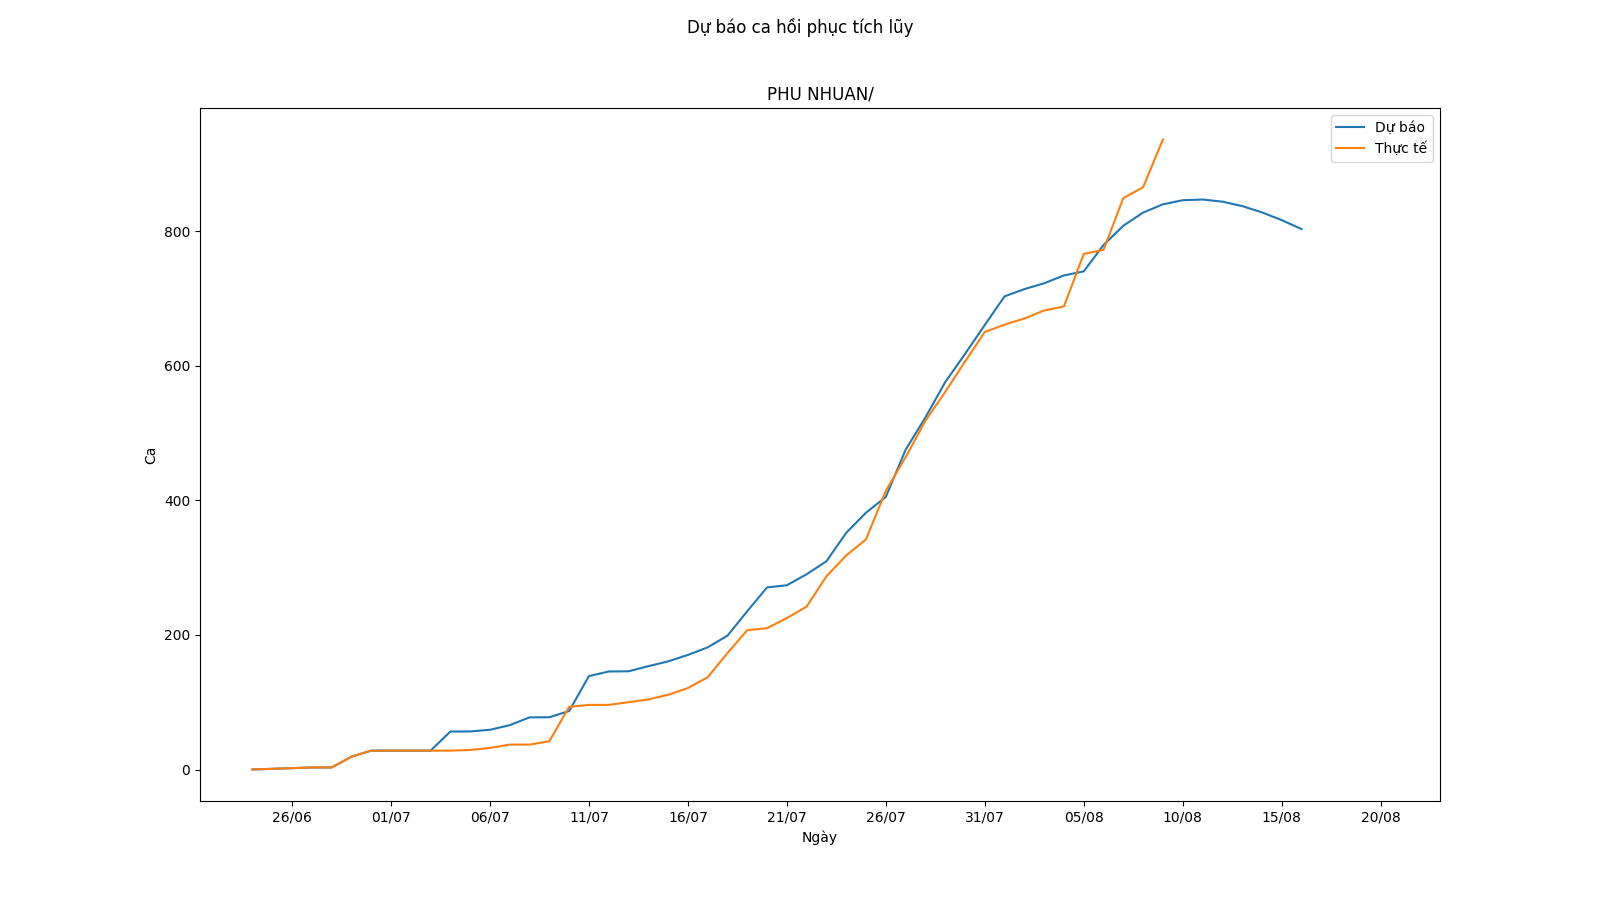 Dự báo ca hồi phục tích lũy
PHU NHUAN/
Dự báo
Thực tế
800
600
400
200
0
Ca
26/06 01/07 06/07 11/07 16/07 21/07 26/07 31/07 05/08 10/08 15/08 20/08
Ngày